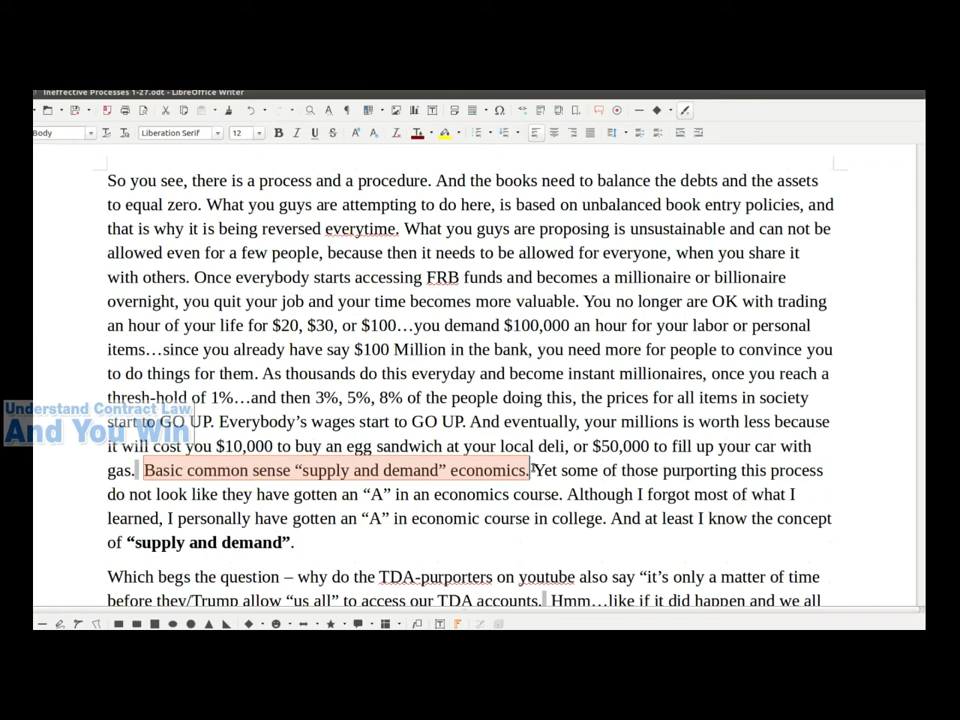 Ineffective Processes 1-27.odt - LibreOffice Writer
Body Liberation Serif 12
So you see, there is a process and a procedure. And the books need to balance the debts and the assets
to equal zero. What you guys are attempting to do here, is based on unbalanced book entry policies, and
that is why it is being reversed everytime. What you guys are proposing is unsustainable and can not be
allowed even for a few people, because then it needs to be allowed for everyone, when you share it
with others. Once everybody starts accessing FRB funds and becomes a millionaire or billionaire
overnight, you quit your job and your time becomes more valuable. You no longer are OK with trading
an hour of your life for $20, $30, or $100…you demand $100,000 an hour for your labor or personal
items…since you already have say $100 Million in the bank, you need more for people to convince you
to do things for them. As thousands do this everyday and become instant millionaires, once you reach a
thresh-hold of 1%…and then 3%, 5%, 8% of the people doing this, the prices for all items in society
Understand Contract Law
start to GO UP. Everybody’s wages start to GO UP. And eventually, your millions is worth less because
And You Win
it will cost you $10,000 to buy an egg sandwich at your local deli, or $50,000 to fill up your car with
gas. Basic common sense “supply and demand” economics. Yet some of those purporting this process
do not look like they have gotten an “A” in an economics course. Although I forgot most of what I
learned, I personally have gotten an “A” in economic course in college. And at least I know the concept
of “supply and demand”.
Which begs the question – why do the TDA-purporters on youtube also say “it’s only a matter of time
before they/Trump allow “us all” to access our TDA accounts. Hmm…like if it did happen and we all